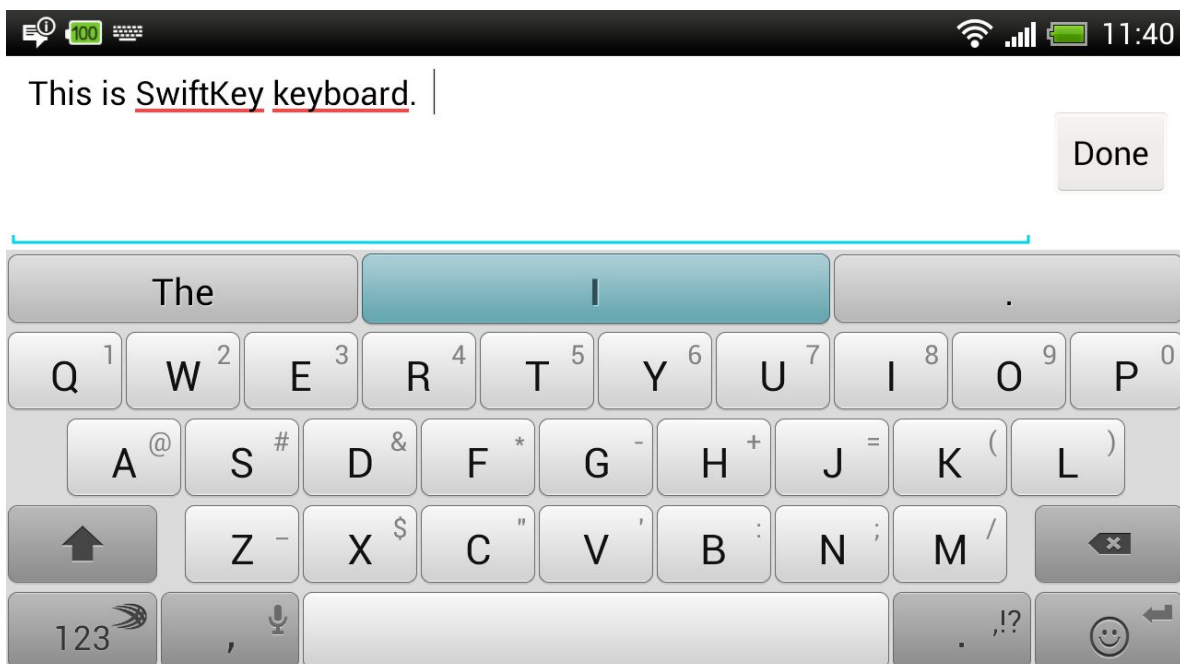 100 11:40
This is SwiftKey keyboard.
Done
The I .
Q 1 W 2 E 3 R 4 T 5 Y 6 U 7 I 8 O 9 P 0
A @ S # D & F * G - H + J = K ( L )
Z _ X $ C " V ' B : N ; M /
123 , . ,!?